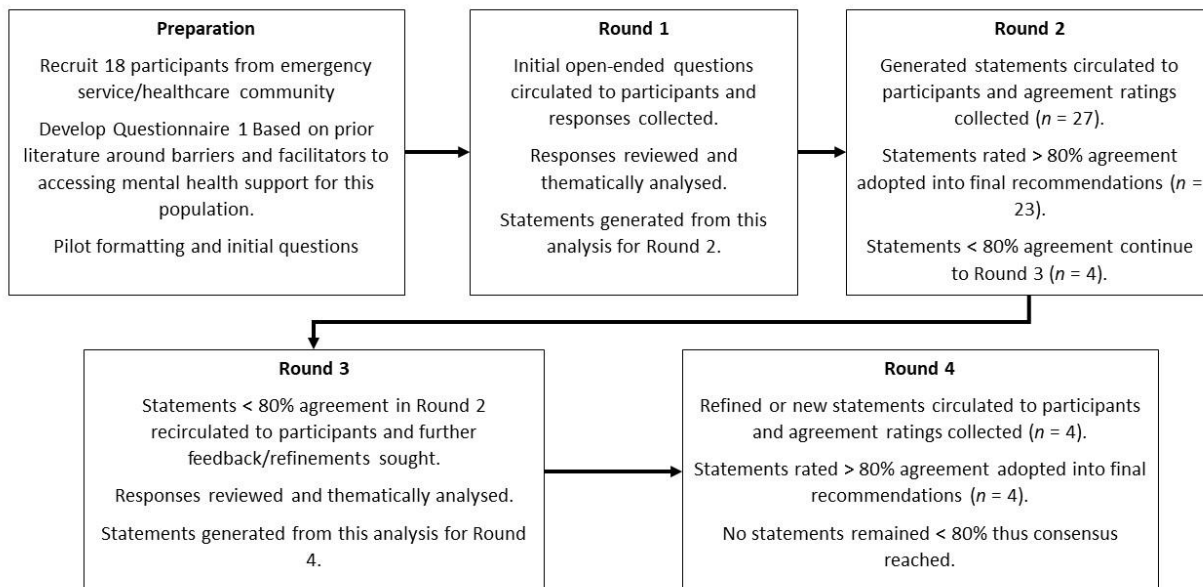 Preparation
Recruit 18 participants from emergency
service/healthcare community
Develop Questionnaire 1 Based on prior
literature around barriers and facilitators to
accessing mental health support for this
population.
Pilot formatting and initial questions
Round 1
Initial open-ended questions
circulated to participants and
responses collected.
Responses reviewed and
thematically analysed.
Statements generated from this
analysis for Round 2.
Round 2
Generated statements circulated to
participants and agreement ratings
collected (n = 27).
Statements rated > 80% agreement
adopted into final recommendations (n =
23).
Statements < 80% agreement continue
to Round 3 (n = 4).
Round 3
Statements < 80% agreement in Round 2
recirculated to participants and further
feedback/refinements sought.
Responses reviewed and thematically analysed.
Statements generated from this analysis for Round
4.
Round 4
Refined or new statements circulated to participants
and agreement ratings collected (n = 4).
Statements rated > 80% agreement adopted into final
recommendations (n = 4).
No statements remained < 80% thus consensus
reached.